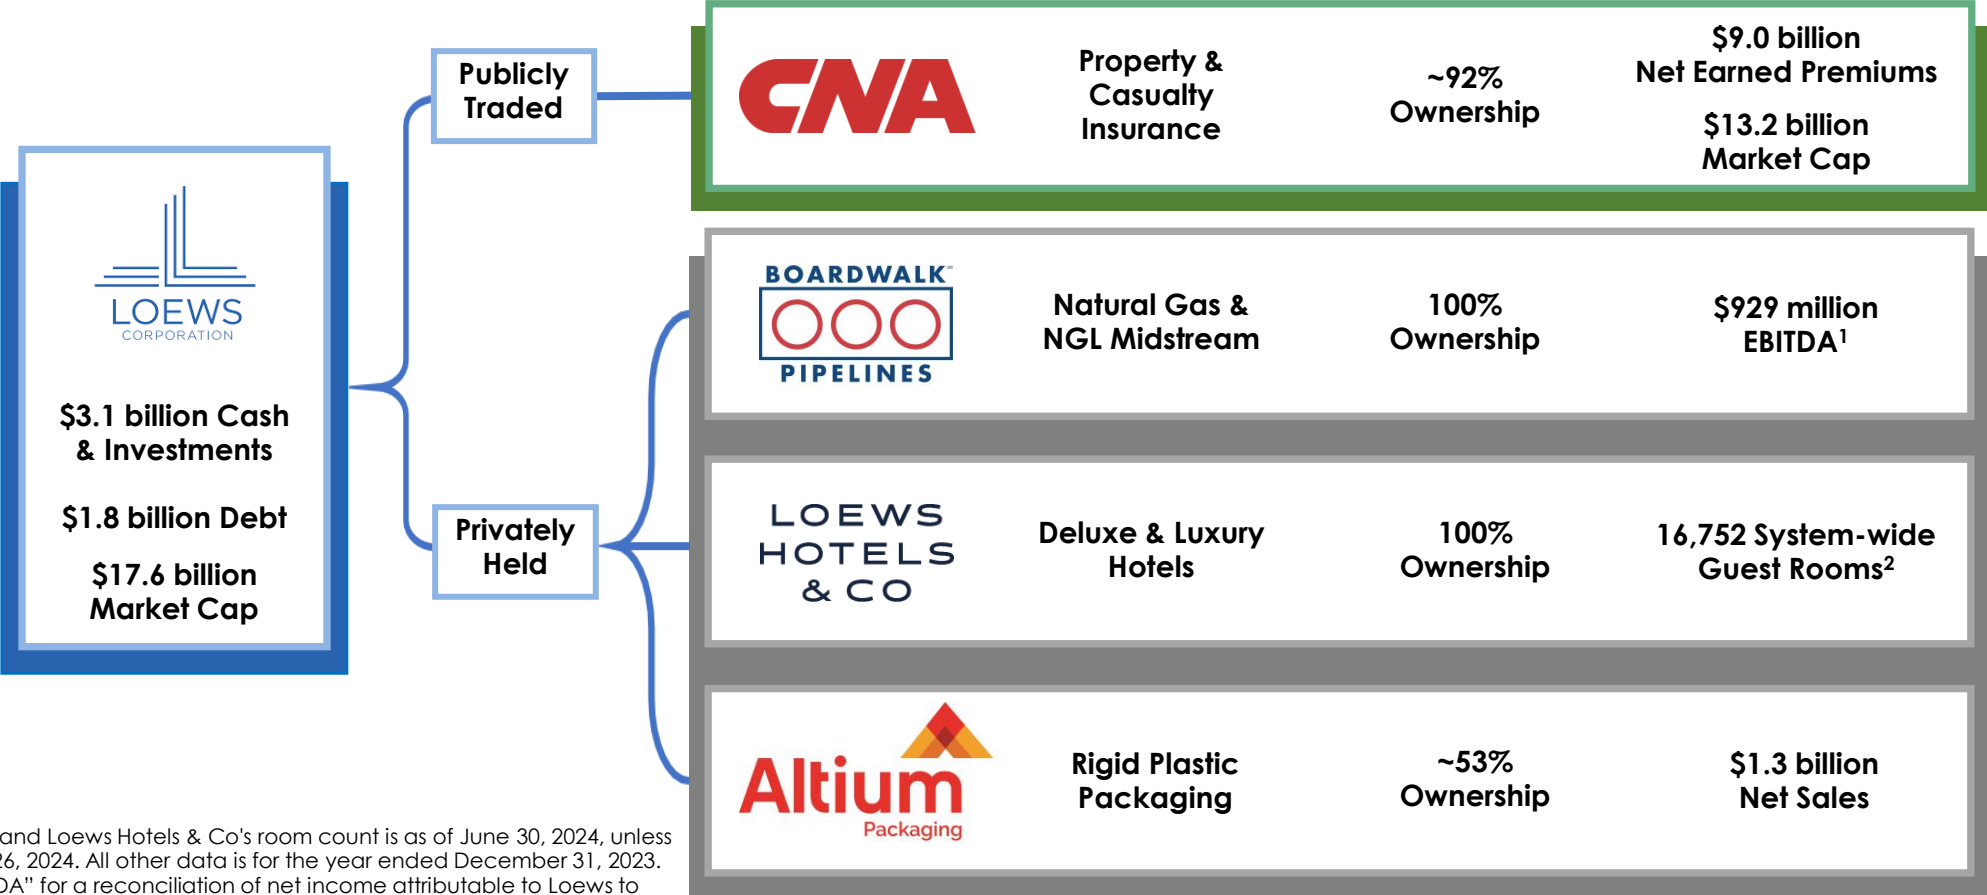 LOEWS
CORPORATION
$3.1 billion Cash
& Investments
$1.8 billion Debt
$17.6 billion
Market Cap
Publicly
Traded
Privately
Held
CNA
Property &
Casualty
Insurance
~92%
Ownership
$9.0 billion
Net Earned Premiums
$13.2 billion
Market Cap
BOARDWALK
PIPELINES
Natural Gas &
NGL Midstream
100%
Ownership
$929 million
EBITDA¹
LOEWS
HOTELS
& CO
Deluxe & Luxury
Hotels
100%
Ownership
16,752 System-wide
Guest Rooms²
Altium
Packaging
Rigid Plastic
Packaging
~53%
Ownership
$1.3 billion
Net Sales
and Loews Hotels & Co's room count is as of June 30, 2024, unless
26, 2024. All other data is for the year ended December 31, 2023.
DA” for a reconciliation of net income attributable to Loews to